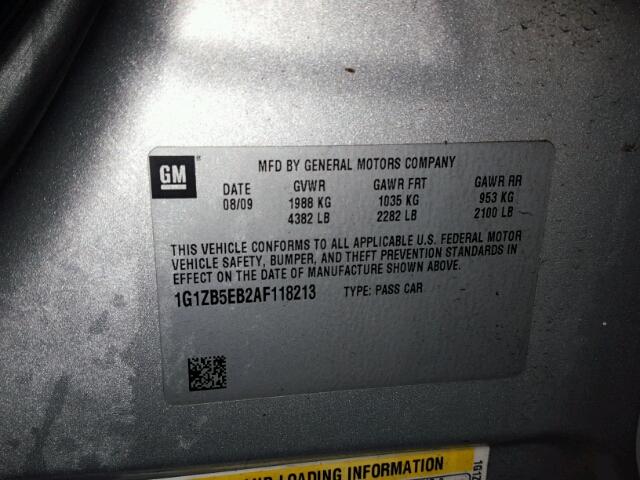 GM
MFD BY GENERAL MOTORS COMPANY
DATE GVWR GAWR FRT GAWR RR
08/09 1988 KG 1035 KG 953 KG
4382 LB 2282 LB 2100 LB
THIS VEHICLE CONFORMS TO ALL APPLICABLE U.S. FEDERAL MOTOR
VEHICLE SAFETY, BUMPER, AND THEFT PREVENTION STANDARDS IN
EFFECT ON THE DATE OF MANUFACTURE SHOWN ABOVE.
1G1ZB5EB2AF118213 TYPE: PASS CAR
AND LOADING INFORMATION
1G1Z